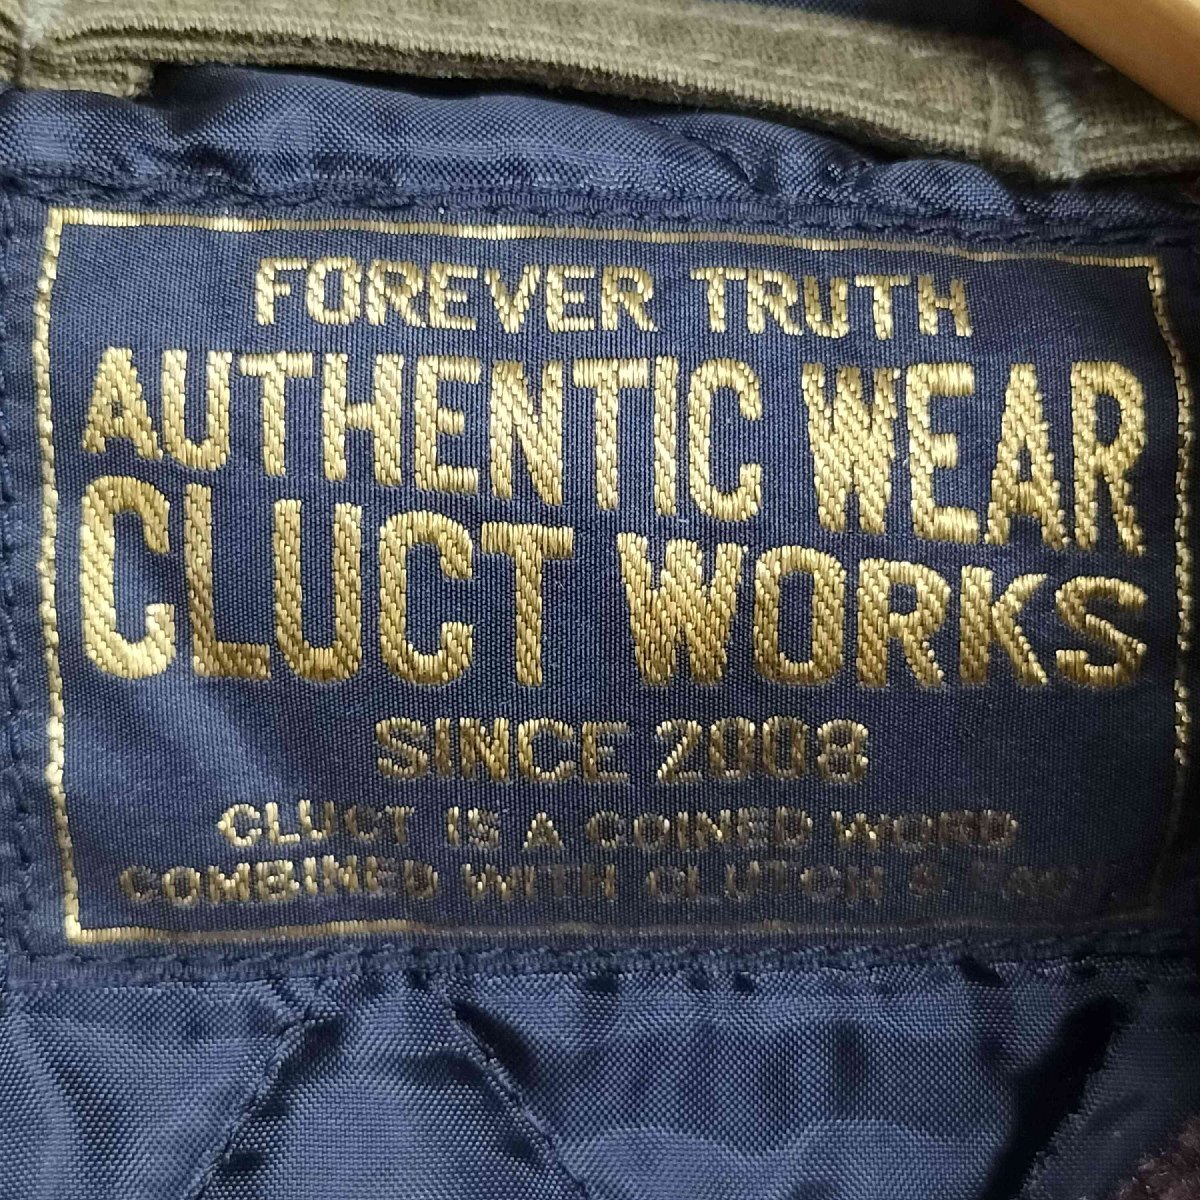 FOREVER TRUTH
AUTHENTIC WEAR
CLUCT WORKS
SINCE 2008
CLUCT IS A COINED WORD
COMBINED WITH CLUTCH &